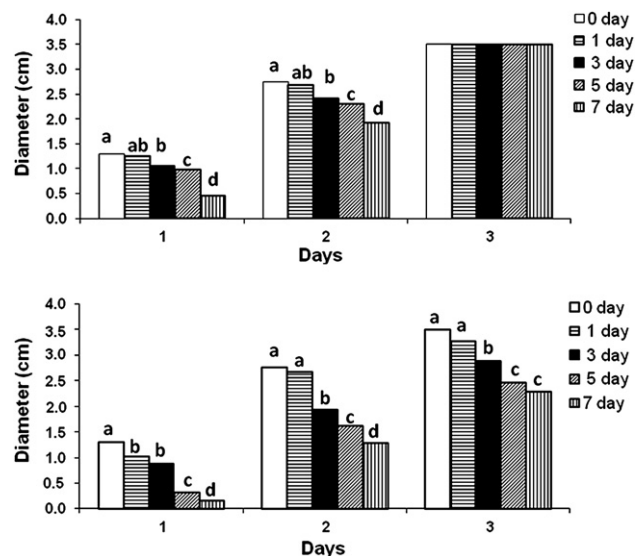 4.0
3.5
3.0
2.5
2.0
1.5
1.0
0.5
0.0
Diameter (cm)
a ab b c d
a ab b c d
1 2 3
Days
0 day
1 day
3 day
5 day
7 day
4.0
3.5
3.0
2.5
2.0
1.5
1.0
0.5
0.0
Diameter (cm)
a b b c d
a a b c d
a a b c c
1 2 3
Days
0 day
1 day
3 day
5 day
7 day